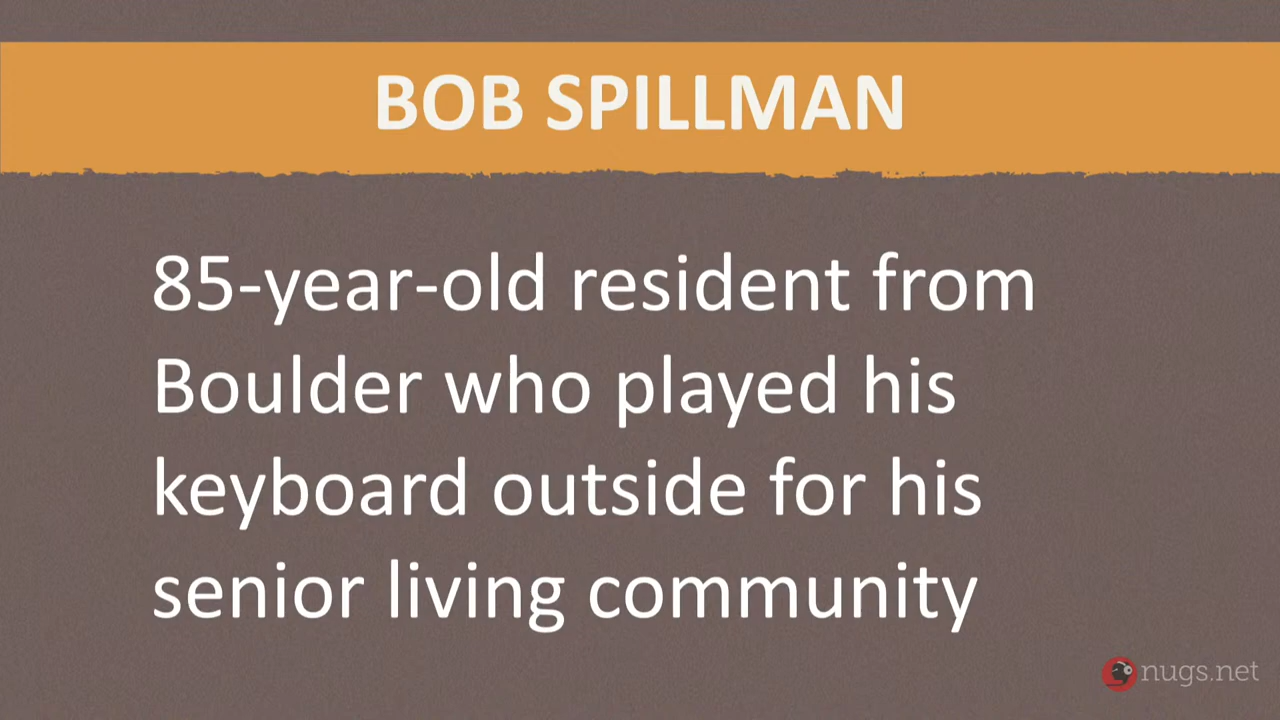 BOB SPILLMAN
85-year-old resident from
Boulder who played his
keyboard outside for his
senior living community
nugs.net